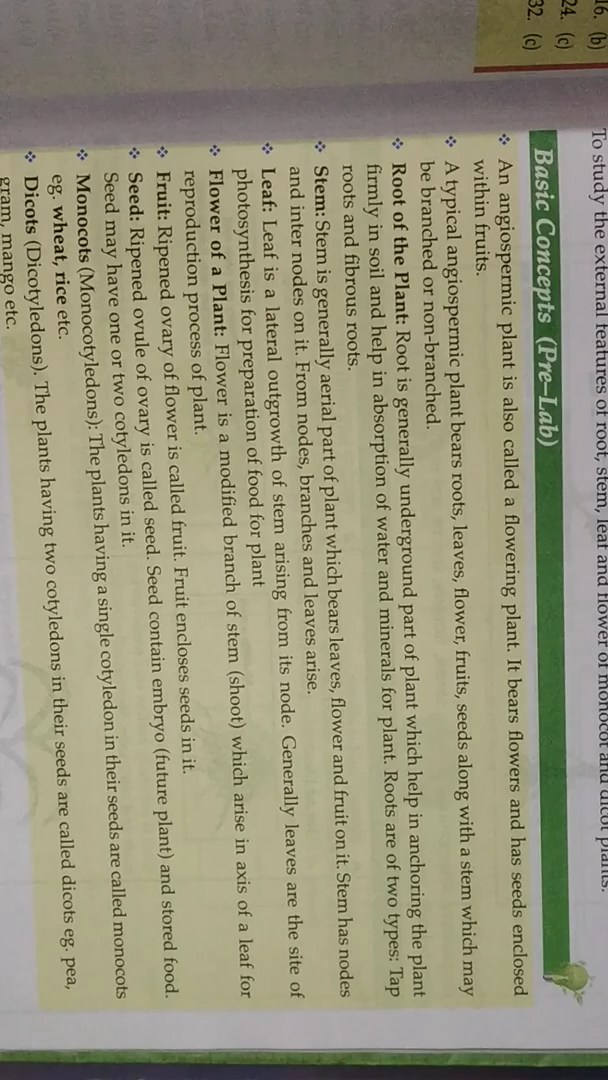 16. (b)
24. (c)
32. (c)
To study the external features of root, stem, leaf and flower of monocot and dicot plants.
Basic Concepts (Pre–Lab)
❖ An angiospermic plant is also called a flowering plant. It bears flowers and has seeds enclosed
within fruits.
❖ A typical angiospermic plant bears roots, leaves, flower, fruits, seeds along with a stem which may
be branched or non-branched.
❖ Root of the Plant: Root is generally underground part of plant which help in anchoring the plant
firmly in soil and help in absorption of water and minerals for plant. Roots are of two types: Tap
roots and fibrous roots.
❖ Stem: Stem is generally aerial part of plant which bears leaves, flower and fruit on it. Stem has nodes
and inter nodes on it. From nodes, branches and leaves arise.
❖ Leaf: Leaf is a lateral outgrowth of stem arising from its node. Generally leaves are the site of
photosynthesis for preparation of food for plant
❖ Flower of a Plant: Flower is a modified branch of stem (shoot) which arise in axis of a leaf for
reproduction process of plant.
❖ Fruit: Ripened ovary of flower is called fruit. Fruit encloses seeds in it.
❖ Seed: Ripened ovule of ovary is called seed. Seed contain embryo (future plant) and stored food.
Seed may have one or two cotyledons in it.
❖ Monocots (Monocotyledons): The plants having a single cotyledon in their seeds are called monocots
eg. wheat, rice etc.
❖ Dicots (Dicotyledons). The plants having two cotyledons in their seeds are called dicots eg. pea,
gram, mango etc.